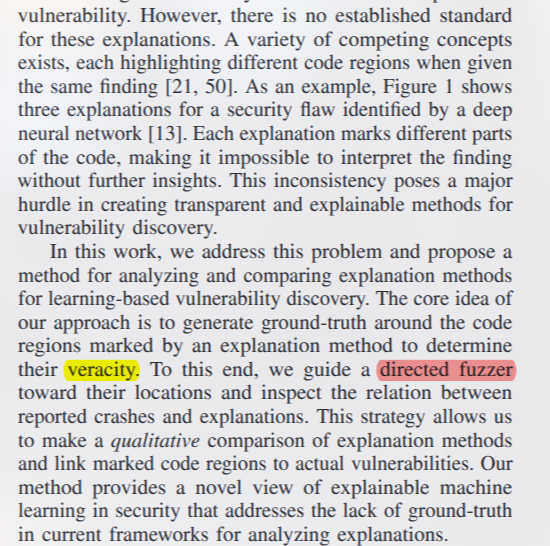 vulnerability. However, there is no established standard
for these explanations. A variety of competing concepts
exists, each highlighting different code regions when given
the same finding [21, 50]. As an example, Figure 1 shows
three explanations for a security flaw identified by a deep
neural network [13]. Each explanation marks different parts
of the code, making it impossible to interpret the finding
without further insights. This inconsistency poses a major
hurdle in creating transparent and explainable methods for
vulnerability discovery.
In this work, we address this problem and propose a
method for analyzing and comparing explanation methods
for learning-based vulnerability discovery. The core idea of
our approach is to generate ground-truth around the code
regions marked by an explanation method to determine
their veracity. To this end, we guide a directed fuzzer
toward their locations and inspect the relation between
reported crashes and explanations. This strategy allows us
to make a qualitative comparison of explanation methods
and link marked code regions to actual vulnerabilities. Our
method provides a novel view of explainable machine
learning in security that addresses the lack of ground-truth
in current frameworks for analyzing explanations.